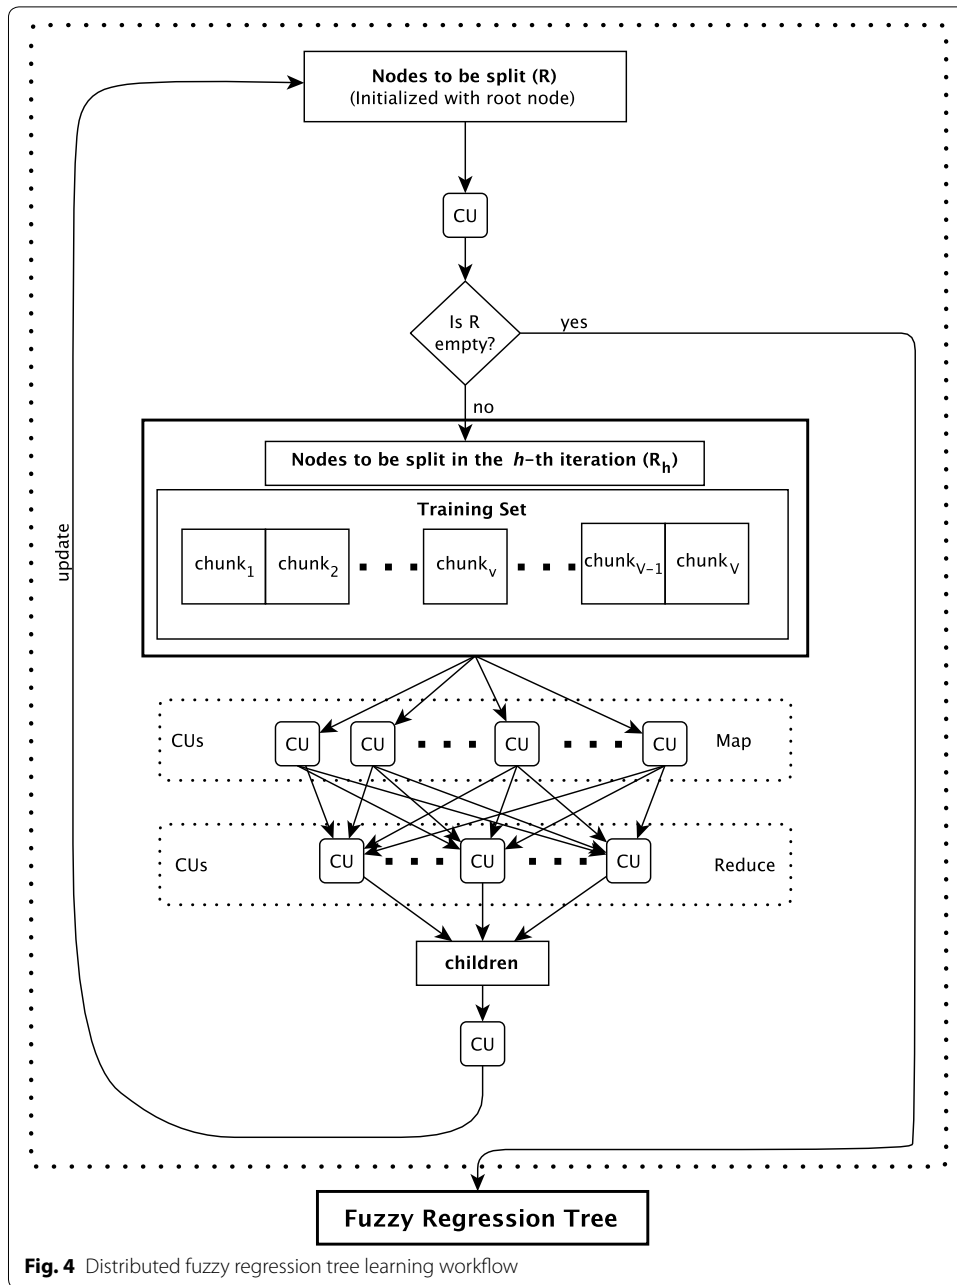 Nodes to be split (R)
(Initialized with root node)
CU
Is R
empty?
yes
no
Nodes to be split in the h-th iteration (Rh)
Training Set
chunk1 chunk2 chunkv chunkV-1 chunkV
update
CUs CU CU CU CU Map
CUs CU CU CU Reduce
children
CU
Fuzzy Regression Tree
Fig. 4 Distributed fuzzy regression tree learning workflow